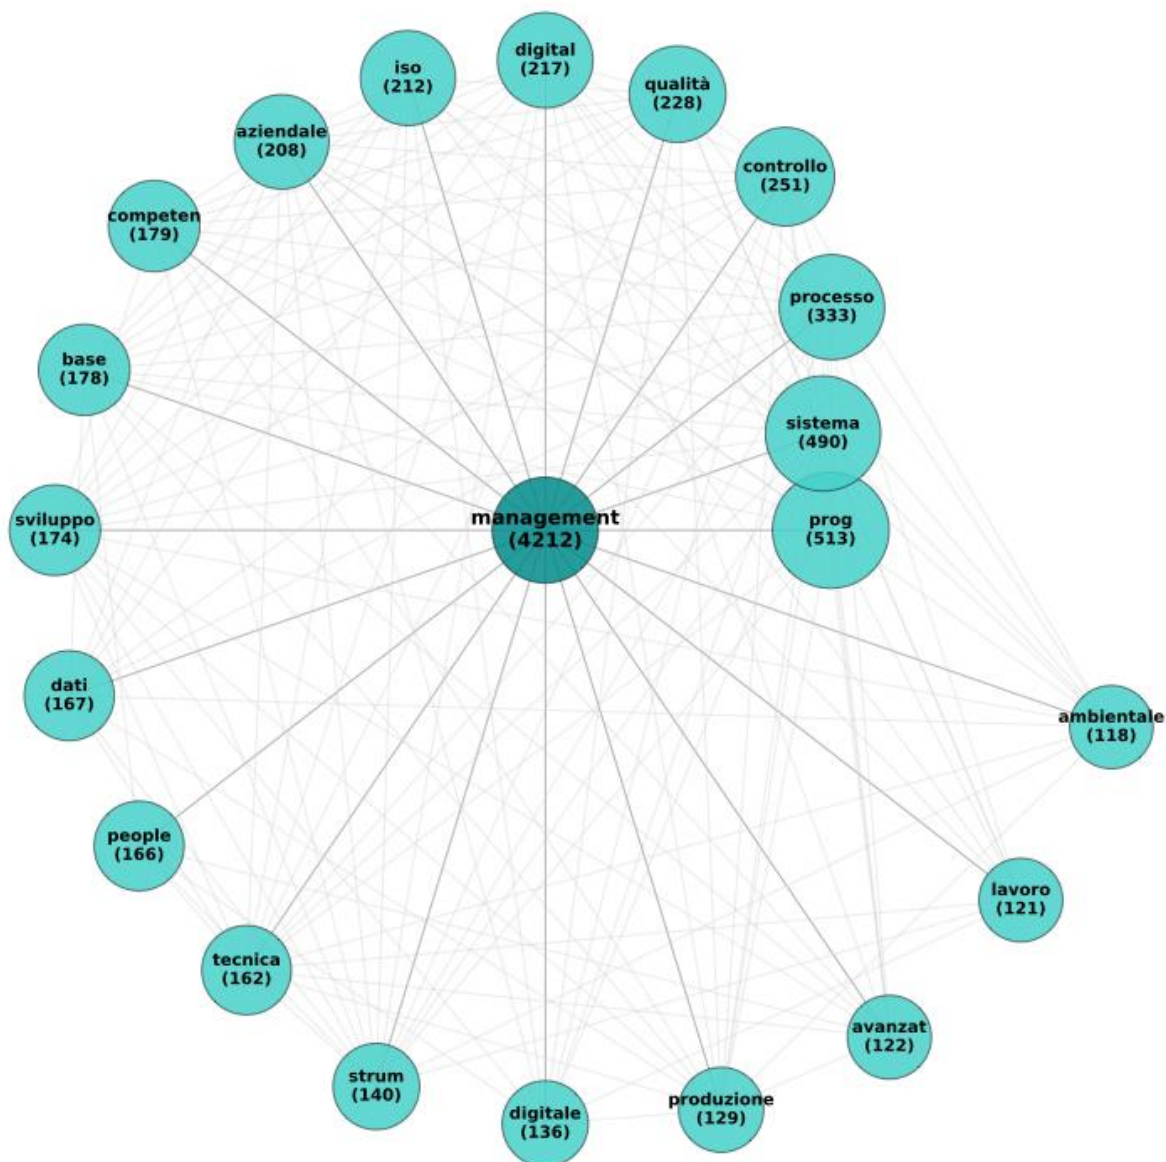 digital
(217)
iso
(212)
qualità
(228)
aziendale
(208)
controllo
(251)
competen
(179)
processo
(333)
base
(178)
sistema
(490)
management
(4212)
sviluppo
(174)
prog
(513)
dati
(167)
ambientale
(118)
people
(166)
lavoro
(121)
tecnica
(162)
avanzat
(122)
strum
(140)
produzione
(129)
digitale
(136)